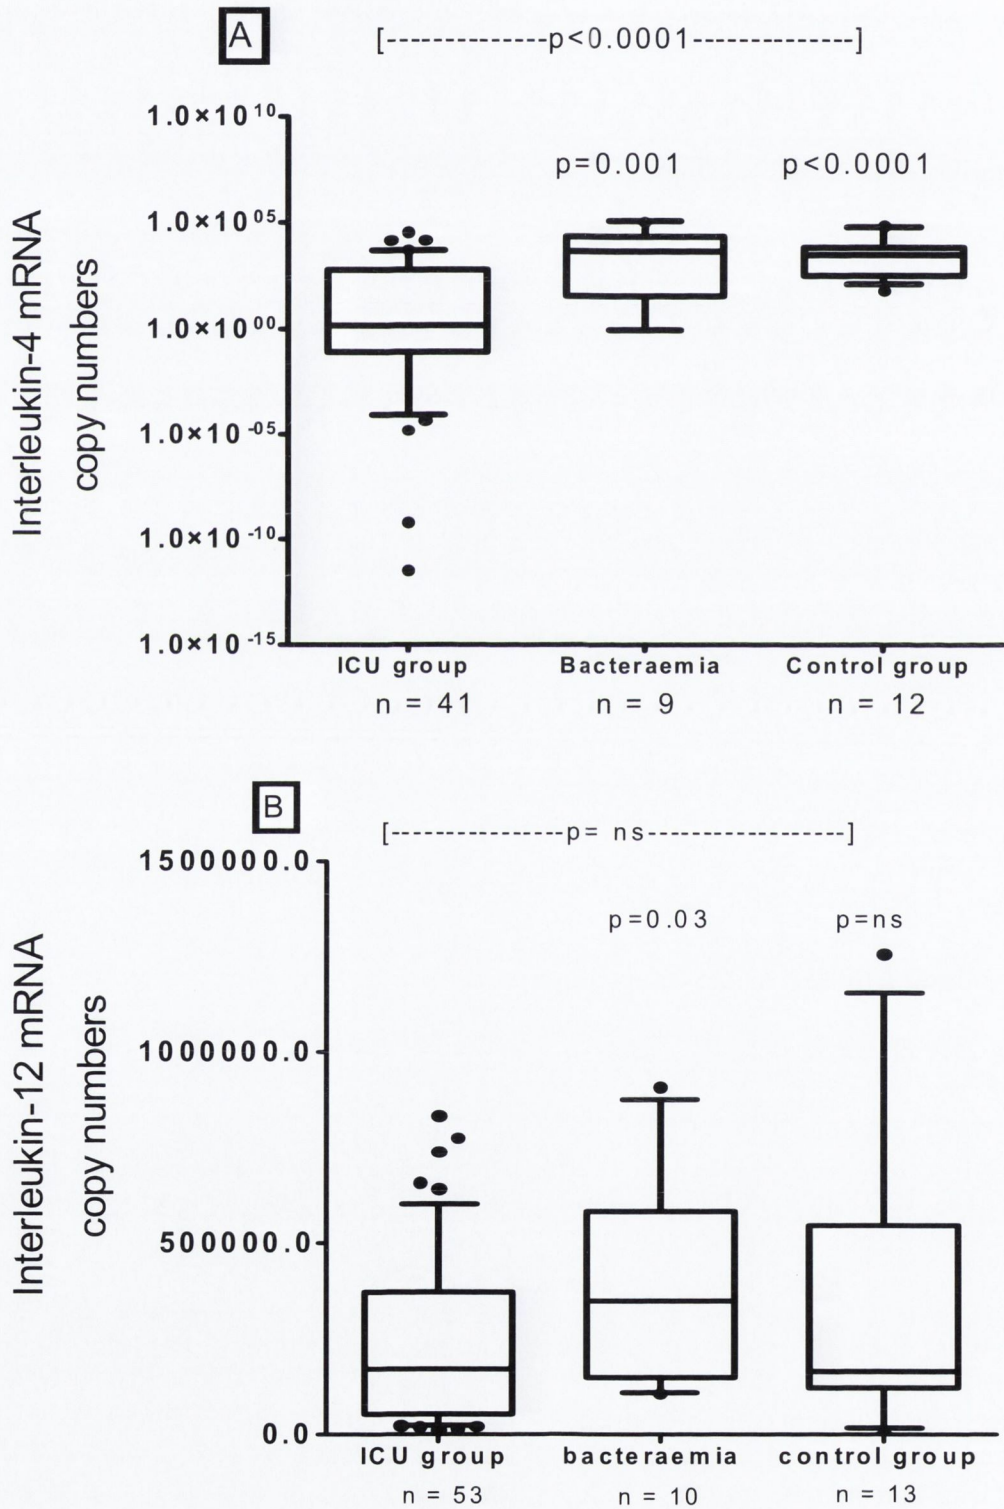 A
[--------------p<0.0001--------------]
1.0×10^10
p=0.001 p<0.0001
1.0×10^05
1.0×10^00
1.0×10^-05
1.0×10^-10
1.0×10^-15
Interleukin-4 mRNA
copy numbers
ICU group Bacteraemia Control group
n = 41 n = 9 n = 12
B
[---------------p= ns-----------------]
1500000.0
p=0.03 p=ns
1000000.0
500000.0
0.0
Interleukin-12 mRNA
copy numbers
ICU group bacteraemia control group
n = 53 n = 10 n = 13